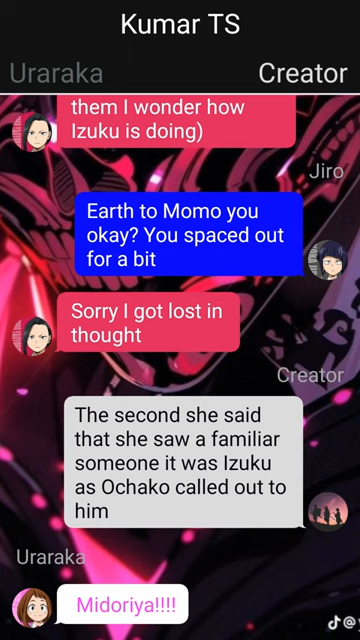 Kumar TS
Uraraka
Creator
them I wonder how
Izuku is doing)
Jiro
Earth to Momo you
okay? You spaced out
for a bit
Sorry I got lost in
thought
Creator
The second she said
that she saw a familiar
someone it was Izuku
as Ochako called out to
him
Uraraka
Midoriya!!!!
@